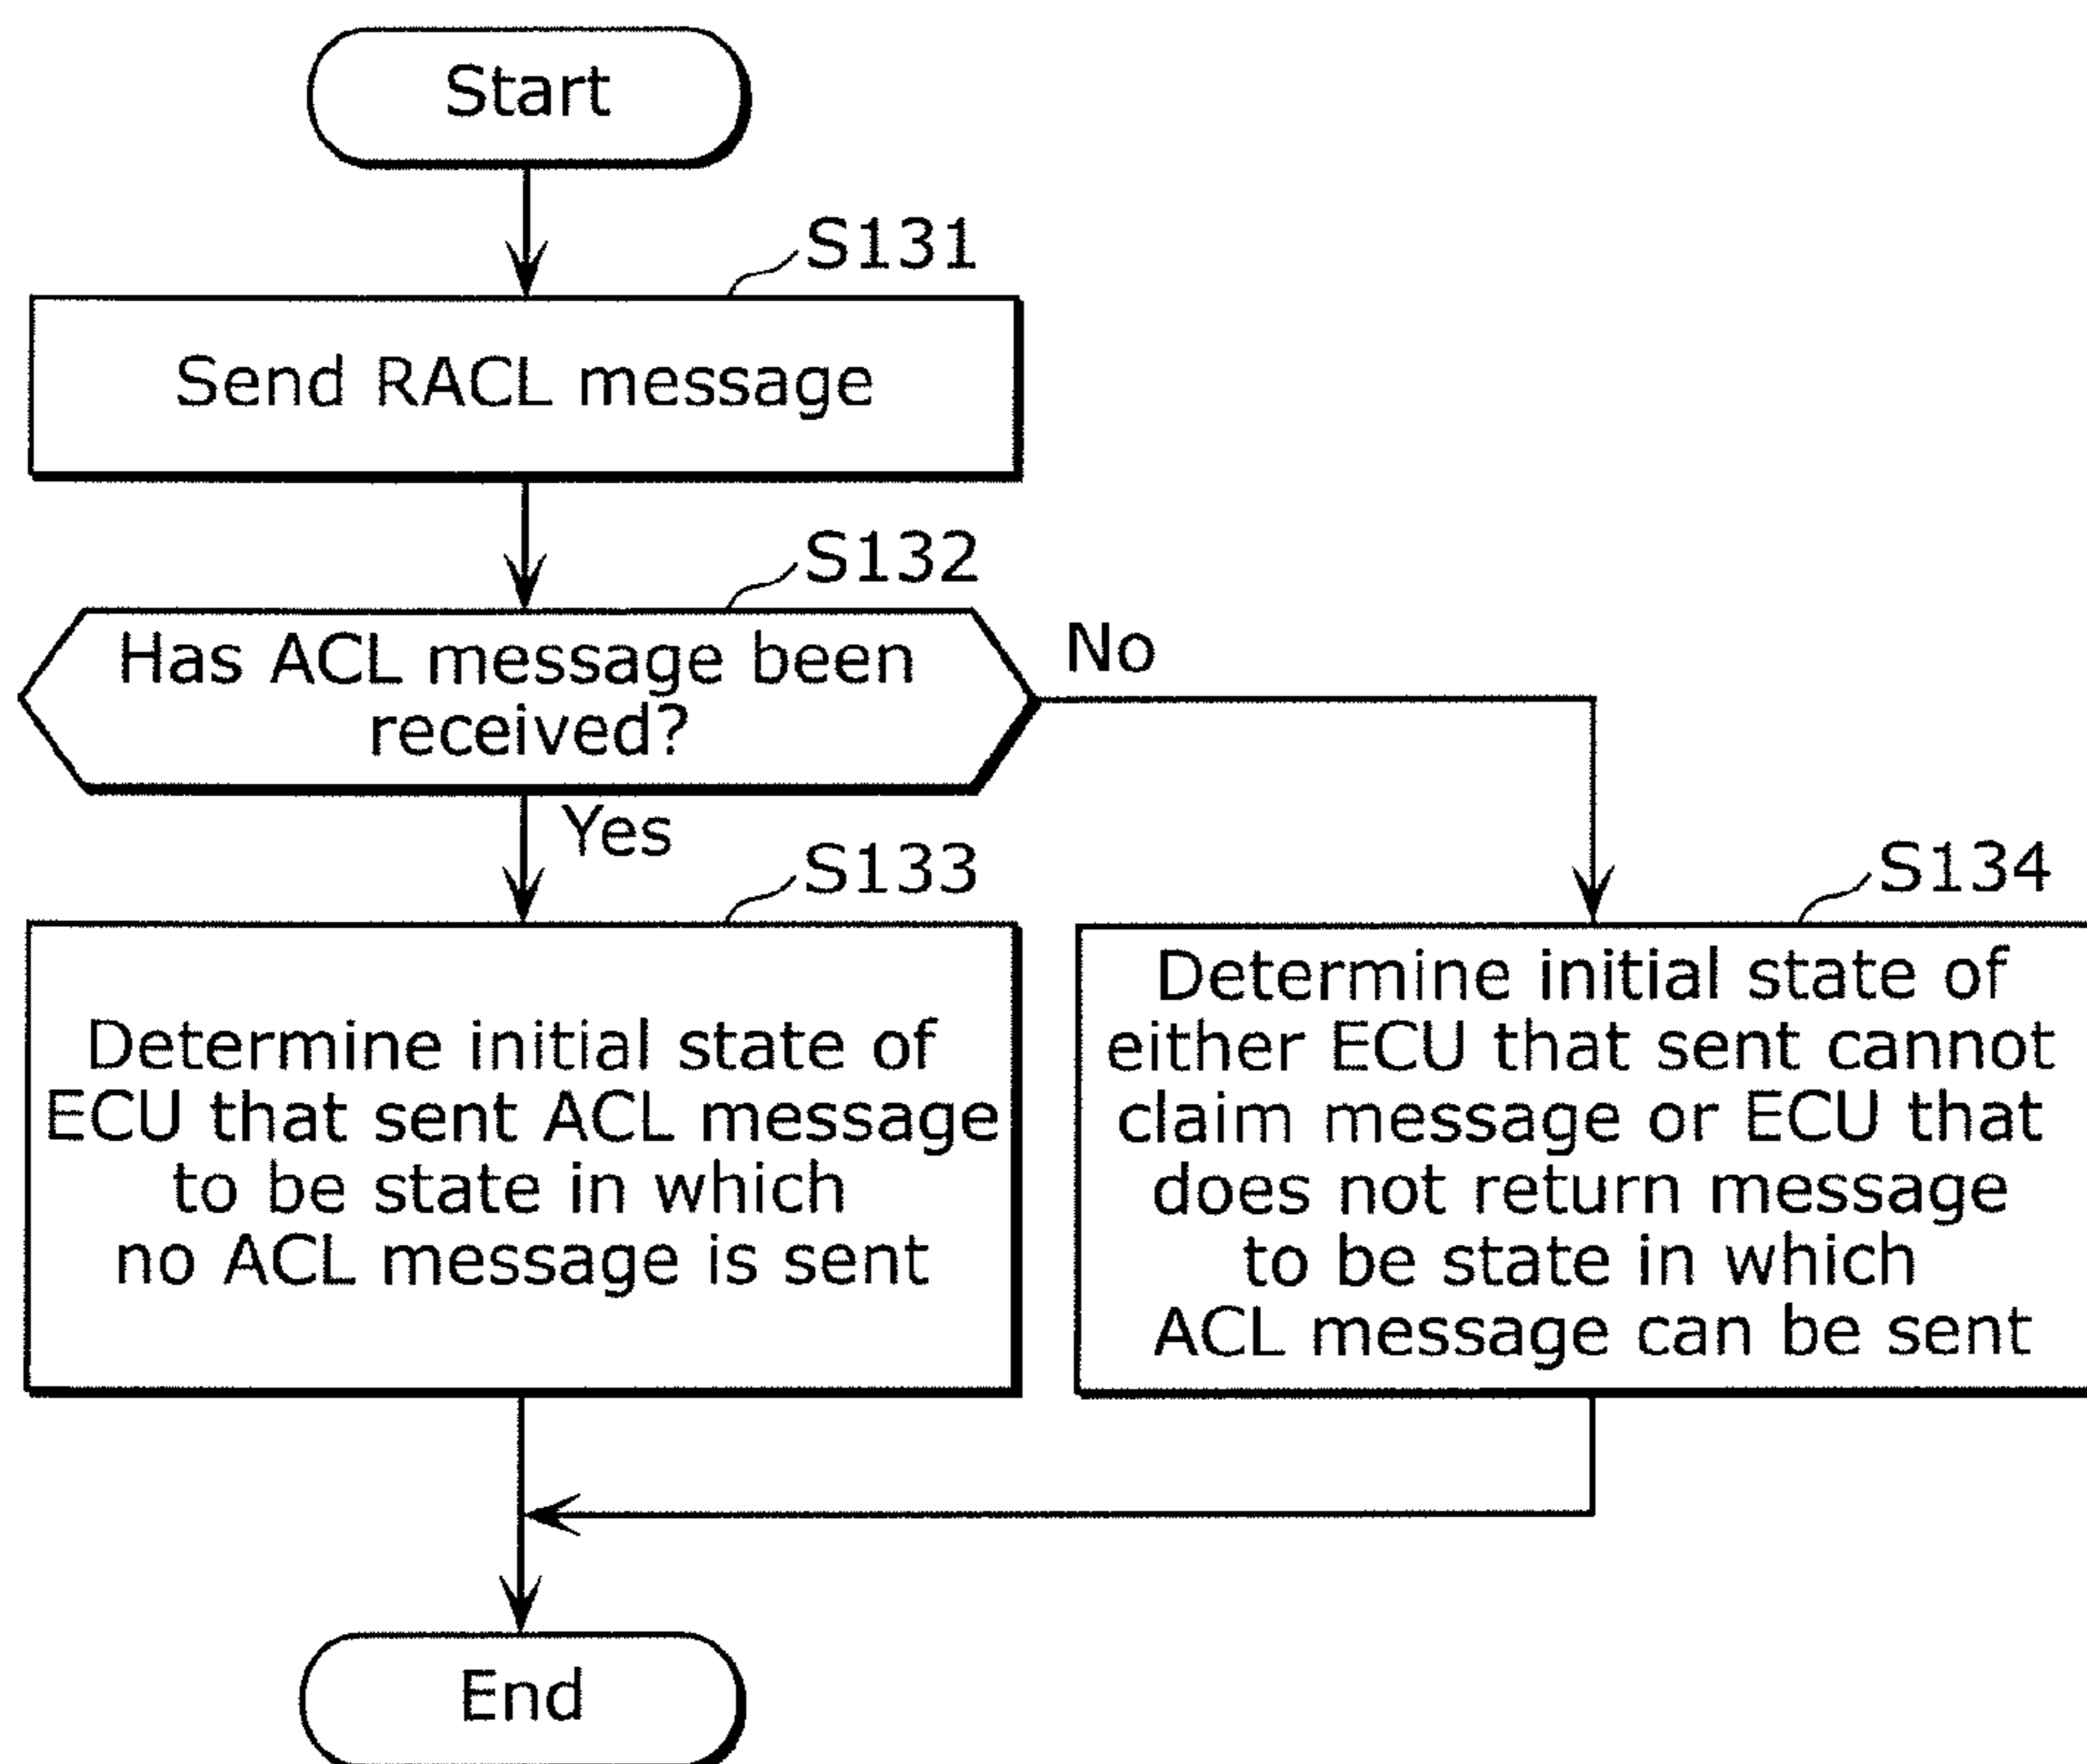 Start
S131
Send RACL message
S132
Has ACL message been
received?
No
Yes
S133
Determine initial state of
ECU that sent ACL message
to be state in which
no ACL message is sent
S134
Determine initial state of
either ECU that sent cannot
claim message or ECU that
does not return message
to be state in which
ACL message can be sent
End